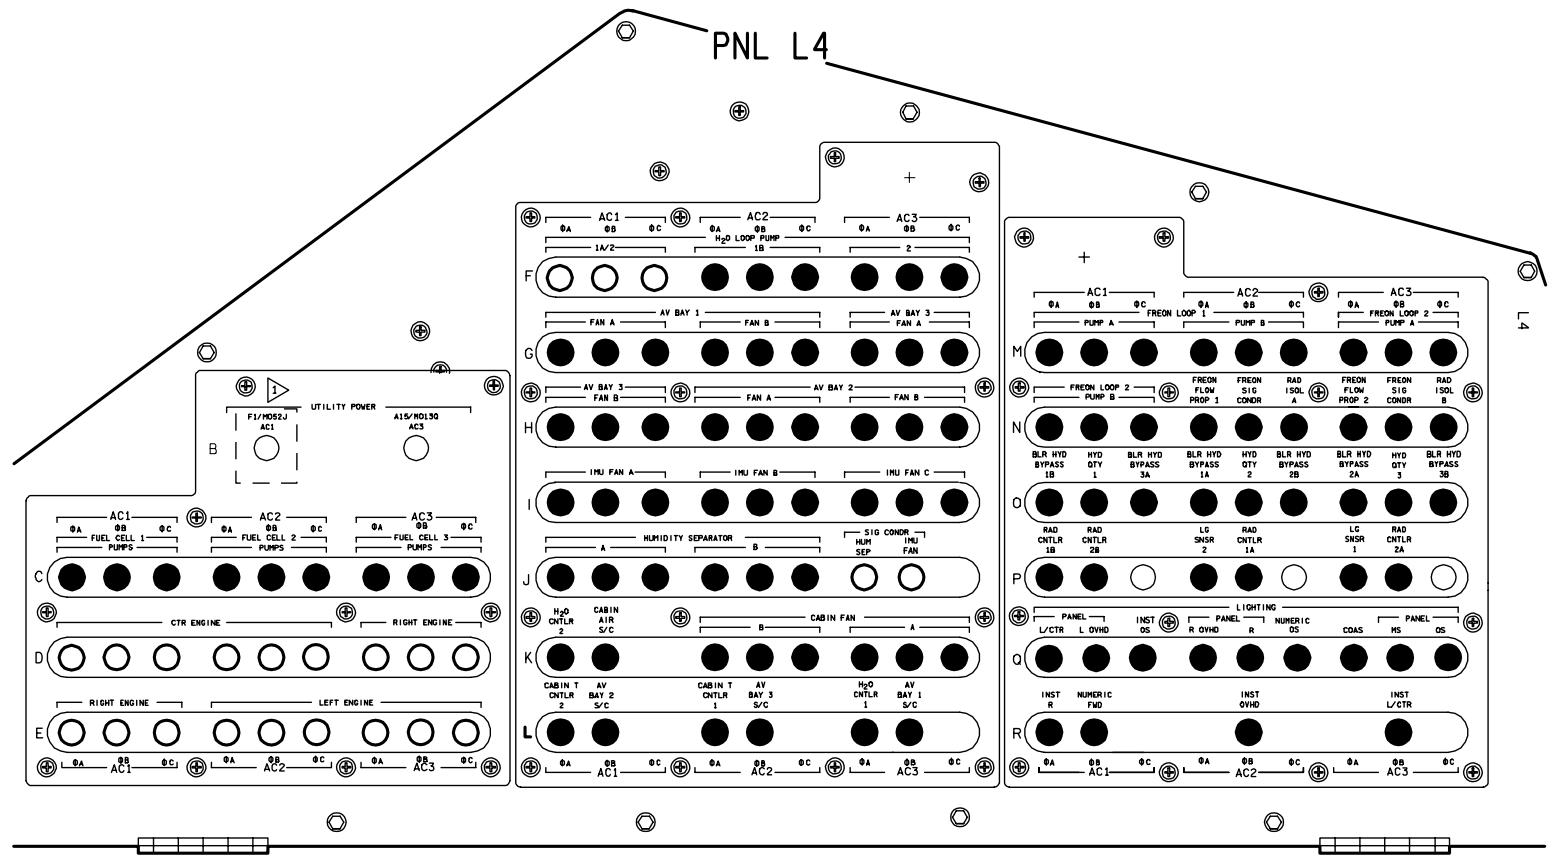 PNL L4
L4
UTILITY POWER
1
F1/MO52J A15/MO13Q
AC1 AC3
B
AC1 AC2 AC3
ΦA ΦB ΦC ΦA ΦB ΦC ΦA ΦB ΦC
FUEL CELL 1 FUEL CELL 2 FUEL CELL 3
PUMPS PUMPS PUMPS
C
CTR ENGINE RIGHT ENGINE
D
RIGHT ENGINE LEFT ENGINE
E
ΦA ΦB ΦC ΦA ΦB ΦC ΦA ΦB ΦC
AC1 AC2 AC3
AC1 AC2 AC3
ΦA ΦB ΦC ΦA ΦB ΦC ΦA ΦB ΦC
H2O LOOP PUMP
1A/2 1B 2
F
AV BAY 1 AV BAY 3
FAN A FAN B FAN A
G
AV BAY 3 AV BAY 2
FAN B FAN A FAN B
H
IMU FAN A IMU FAN B IMU FAN C
I
HUMIDITY SEPARATOR SIG CONDR
A B HUM SEP IMU FAN
J
H2O CNTLR 2 CABIN AIR S/C CABIN FAN
B A
K
CABIN T CNTLR 2 AV BAY 2 S/C CABIN T CNTLR 1 AV BAY 3 S/C H2O CNTLR 1 AV BAY 1 S/C
L
ΦA ΦB ΦC ΦA ΦB ΦC ΦA ΦB ΦC
AC1 AC2 AC3
AC1 AC2 AC3
ΦA ΦB ΦC ΦA ΦB ΦC ΦA ΦB ΦC
FREON LOOP 1 FREON LOOP 2
PUMP A PUMP B PUMP A
M
FREON LOOP 2 FREON FREON RAD FREON FREON RAD
PUMP B FLOW SIG ISOL FLOW SIG ISOL
PROP 1 CONDR A PROP 2 CONDR B
N
BLR HYD HYD BLR HYD BLR HYD HYD BLR HYD BLR HYD HYD BLR HYD
BYPASS QTY BYPASS BYPASS QTY BYPASS BYPASS QTY BYPASS
1B 1 3A 1A 2 2B 2A 3 3B
O
RAD RAD LG RAD LG RAD
CNTLR CNTLR SNSR CNTLR SNSR CNTLR
1B 2B 2 1A 1 2A
P
LIGHTING
PANEL INST PANEL NUMERIC PANEL
L/CTR L OVHD OS R OVHD R OS COAS MS OS
Q
INST NUMERIC INST INST
R FWD OVHD L/CTR
R
ΦA ΦB ΦC ΦA ΦB ΦC ΦA ΦB ΦC
AC1 AC2 AC3